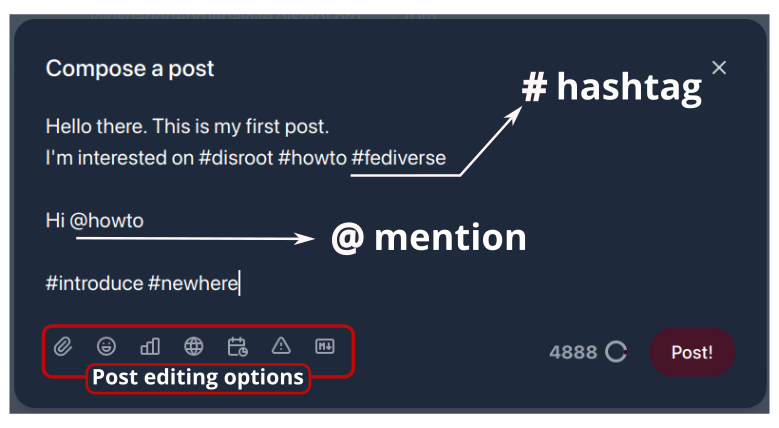 Compose a post
# hashtag
Hello there. This is my first post.
I'm interested on #disroot #howto #fediverse
Hi @howto
@ mention
#introduce #newhere
4888
Post!
Post editing options